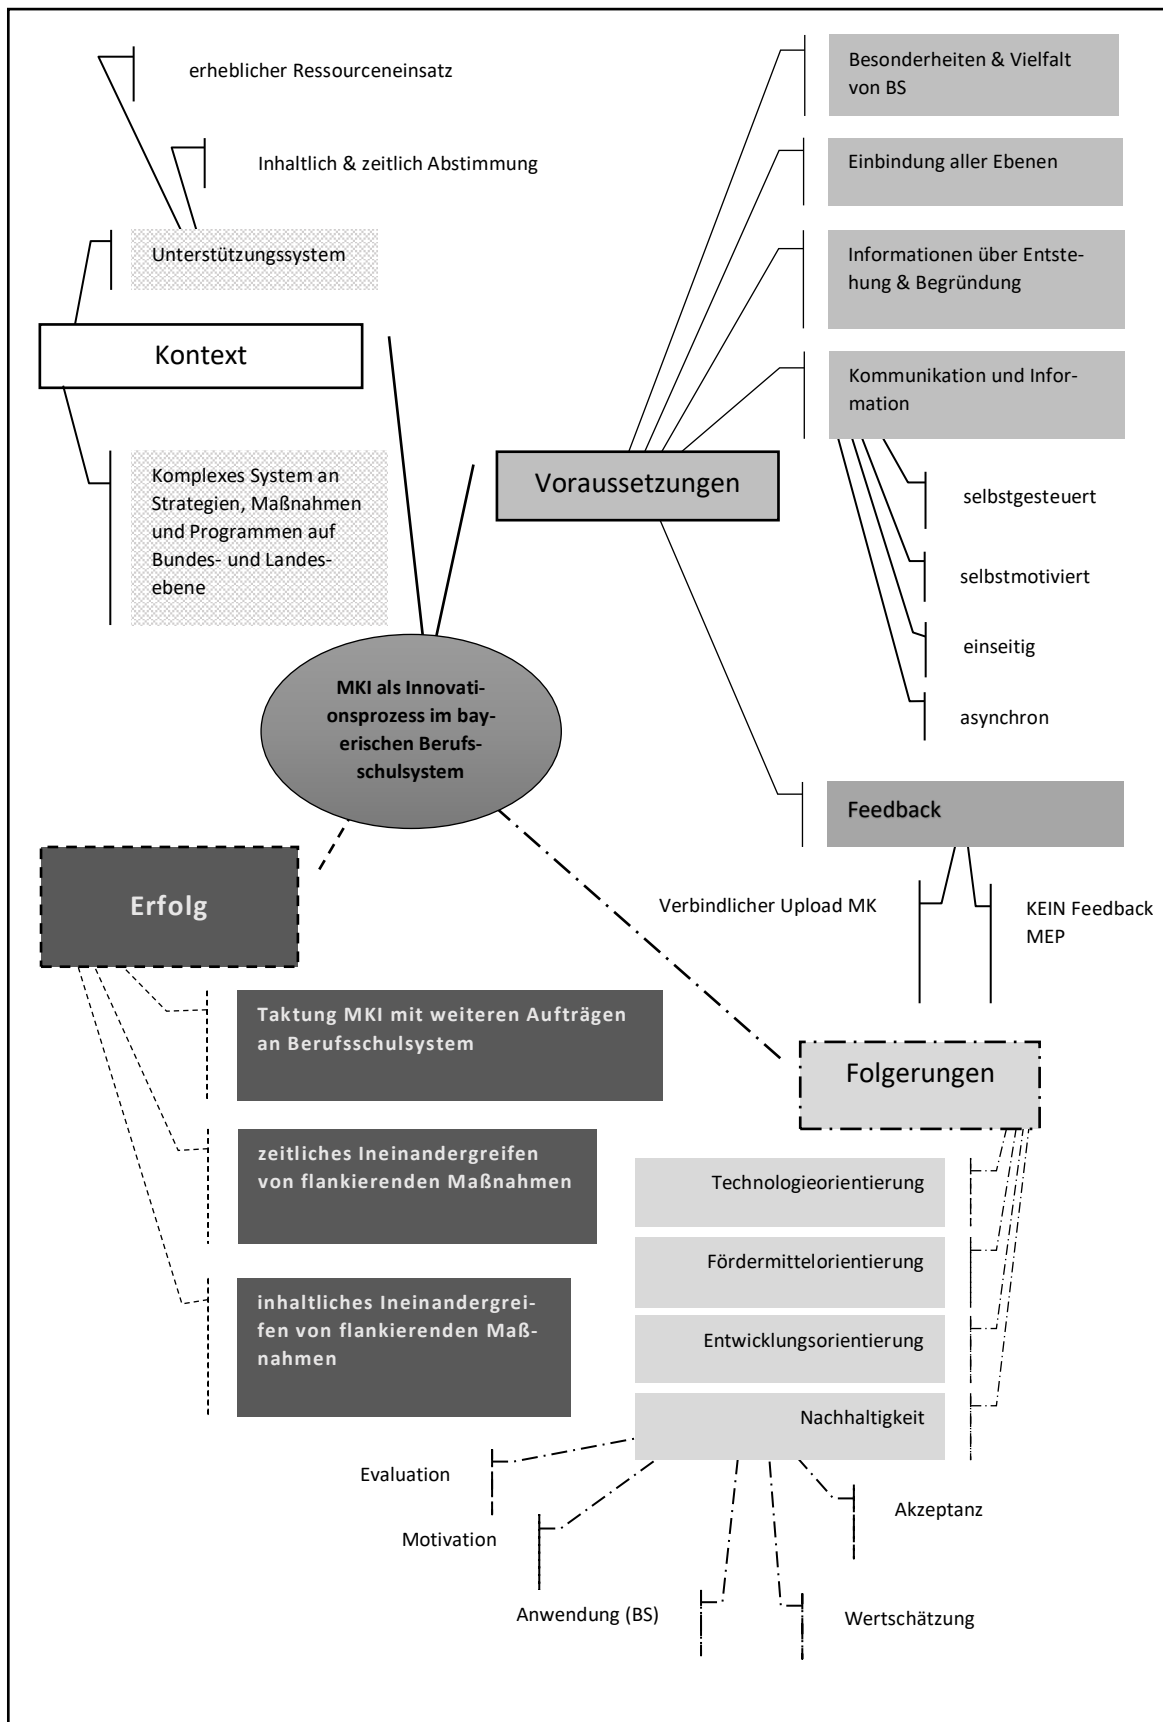 erheblicher Ressourceneinsatz
Inhaltlich & zeitlich Abstimmung
Unterstützungssystem
Kontext
Komplexes System an
Strategien, Maßnahmen
und Programmen auf
Bundes- und Landes-
ebene
Besonderheiten & Vielfalt
von BS
Einbindung aller Ebenen
Informationen über Entste-
hung & Begründung
Kommunikation und Infor-
mation
Voraussetzungen
selbstgesteuert
selbstmotiviert
einseitig
asynchron
MKI als Innovati-
onsprozess im bay-
erischen Berufs-
schulsystem
Feedback
Verbindlicher Upload MK
KEIN Feedback
MEP
Erfolg
Taktung MKI mit weiteren Aufträgen
an Berufsschulsystem
zeitliches Ineinandergreifen
von flankierenden Maßnahmen
inhaltliches Ineinandergrei-
fen von flankierenden Maß-
nahmen
Folgerungen
Technologieorientierung
Fördermittelorientierung
Entwicklungsorientierung
Nachhaltigkeit
Evaluation
Motivation
Anwendung (BS)
Wertschätzung
Akzeptanz